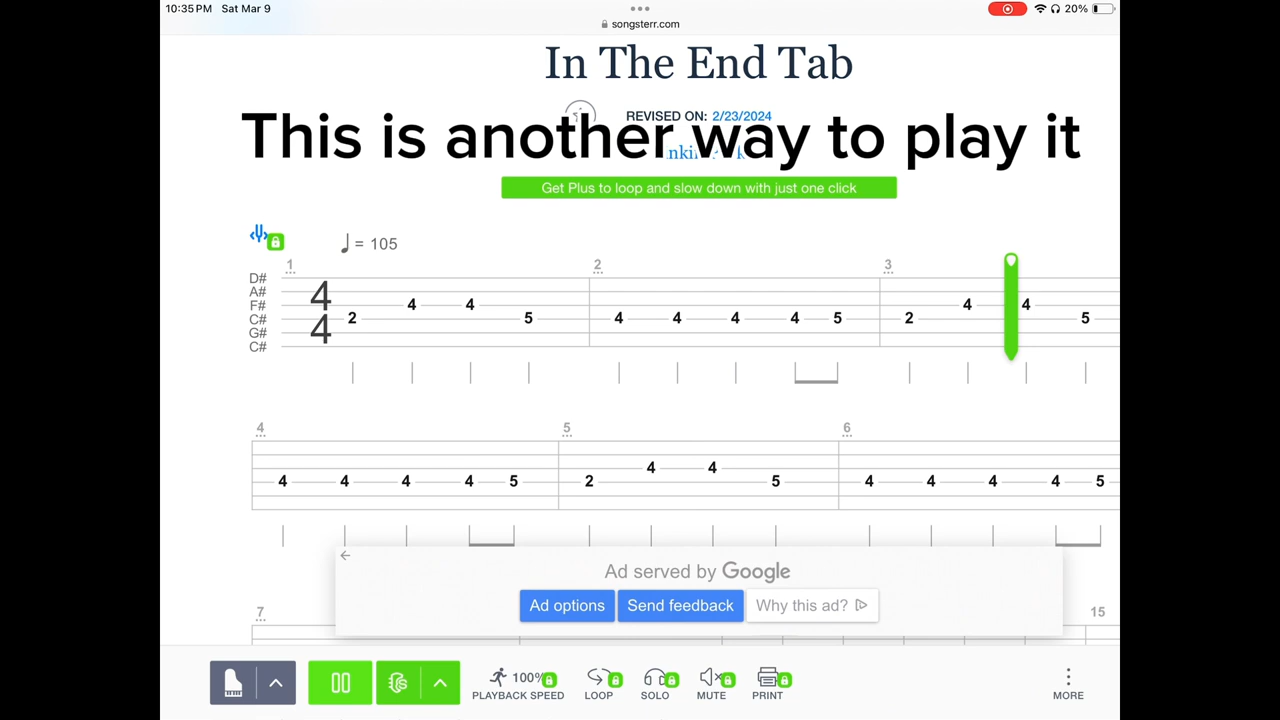 10:35 PM Sat Mar 9
20%
songsterr.com
In The End Tab
REVISED ON: 2/23/2024
This is another way to play it
Get Plus to loop and slow down with just one click
= 105
1 2 3
D#
A#
F#
C#
G#
C#
4
4
2 4 4 5 4 4 4 4 5 2 4 4 5
4 5 6
4 4 4 4 5 2 4 4 5 4 4 4 4 5
Ad served by Google
Ad options Send feedback Why this ad?
7 15
100%
PLAYBACK SPEED LOOP SOLO MUTE PRINT MORE